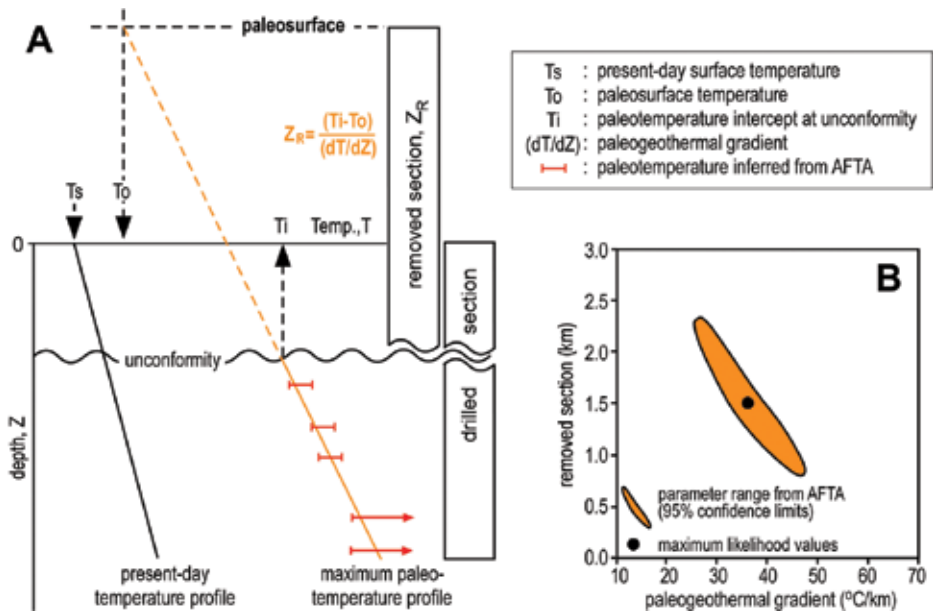 A
paleosurface
Z_R = (Ti-To)
(dT/dZ)
removed section, Z_R
Ts
To
Ti
Temp.,T
0
section
unconformity
drilled
depth, Z
present-day
temperature profile
maximum paleo-
temperature profile
Ts : present-day surface temperature
To : paleosurface temperature
Ti : paleotemperature intercept at unconformity
(dT/dZ) : paleogeothermal gradient
: paleotemperature inferred from AFTA
B
3.0
2.5
2.0
1.5
1.0
0.5
0.0
removed section (km)
parameter range from AFTA
(95% confidence limits)
maximum likelihood values
10 20 30 40 50 60 70
paleogeothermal gradient (°C/km)